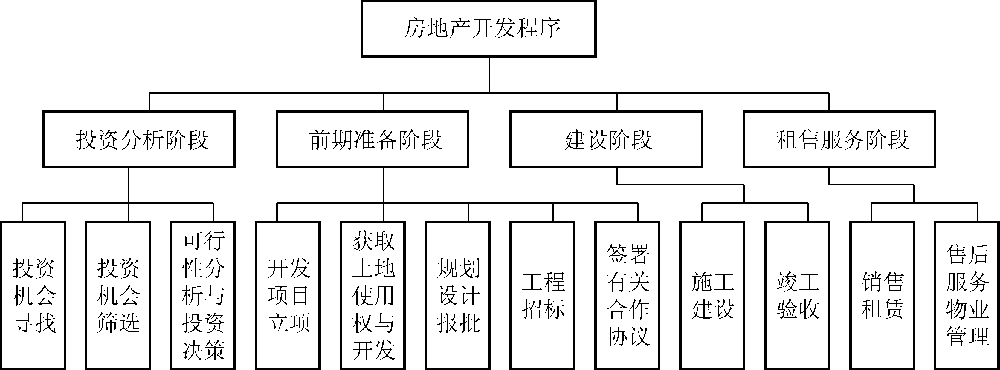 房地产开发程序
投资分析阶段
前期准备阶段
建设阶段
租售服务阶段
投资
机会
寻找
投资
机会
筛选
可行
性分
析与
投资
决策
开发
项目
立项
获取
土地
使用
权与
开发
规划
设计
报批
工程
招标
签署
有关
合作
协议
施工
建设
竣工
验收
销售
租赁
售后
服务
物业
管理